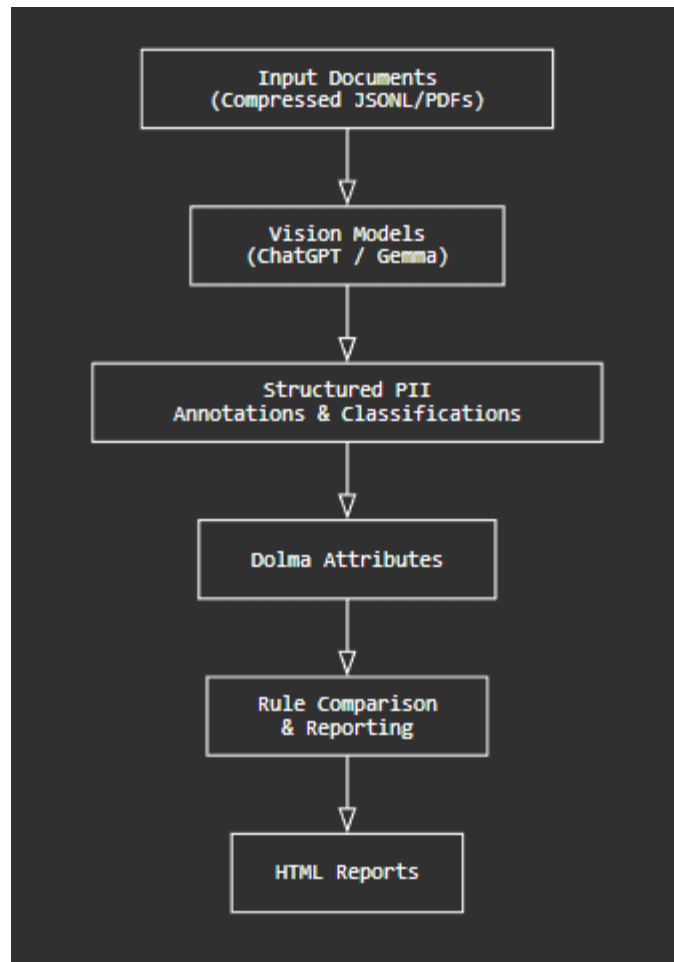 Input Documents
(Compressed JSONL/PDFs)
Vision Models
(ChatGPT / Gemma)
Structured PII
Annotations & Classifications
Dolma Attributes
Rule Comparison
& Reporting
HTML Reports